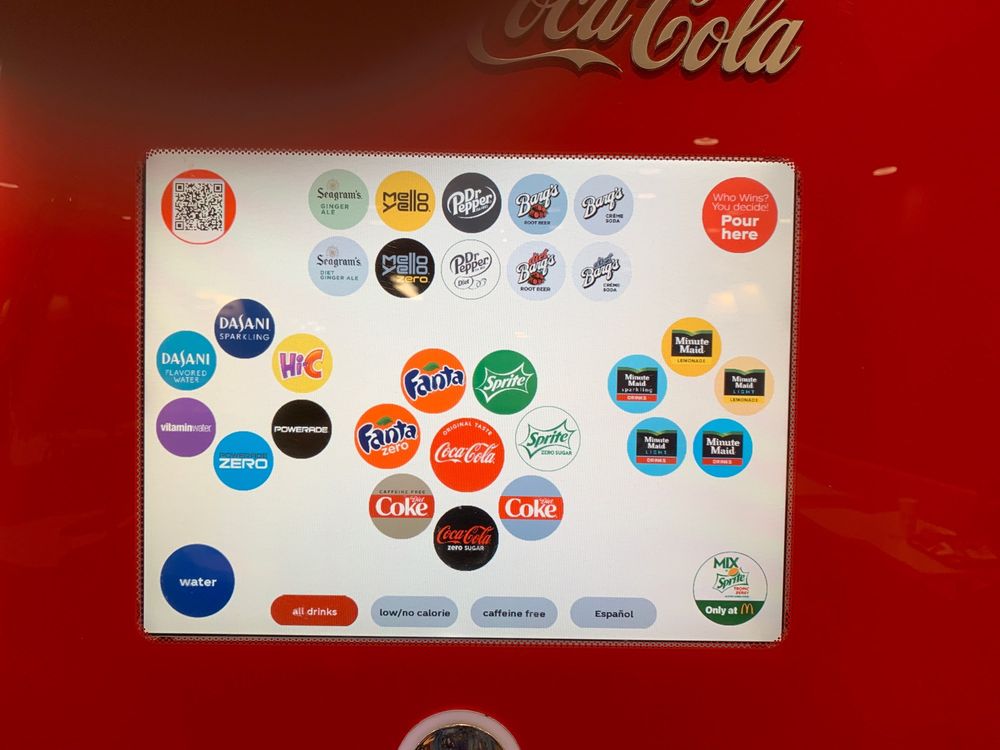 Coca-Cola
Seagram's
GINGER
ALE
mello
yello
Dr
Pepper
Barq's
ROOT BEER
Barq's
CRÈME
SODA
Who Wins?
You decide!
Pour
here
Seagram's
DIET
GINGER ALE
mello
yello
zero
Dr
Pepper
Diet
diet
Barq's
ROOT BEER
diet
Barq's
CRÈME
SODA
DASANI
SPARKLING
DASANI
FLAVORED
WATER
Hi-C
vitaminwater
POWERADE
POWERADE
ZERO
Fanta
Sprite
Fanta
zero
ORIGINAL TASTE
Coca-Cola
Sprite
ZERO SUGAR
CAFFEINE FREE
Diet
Coke
Diet
Coke
Coca-Cola
zero SUGAR
Minute
Maid
LEMONADE
Minute
Maid
sparkling
DRINKS
Minute
Maid
LIGHT
LEMONADE
Minute
Maid
LIGHT
DRINKS
Minute
Maid
DRINKS
water
MIX
Sprite
TROPIC
BERRY
Only at M
all drinks
low/no calorie
caffeine free
Español